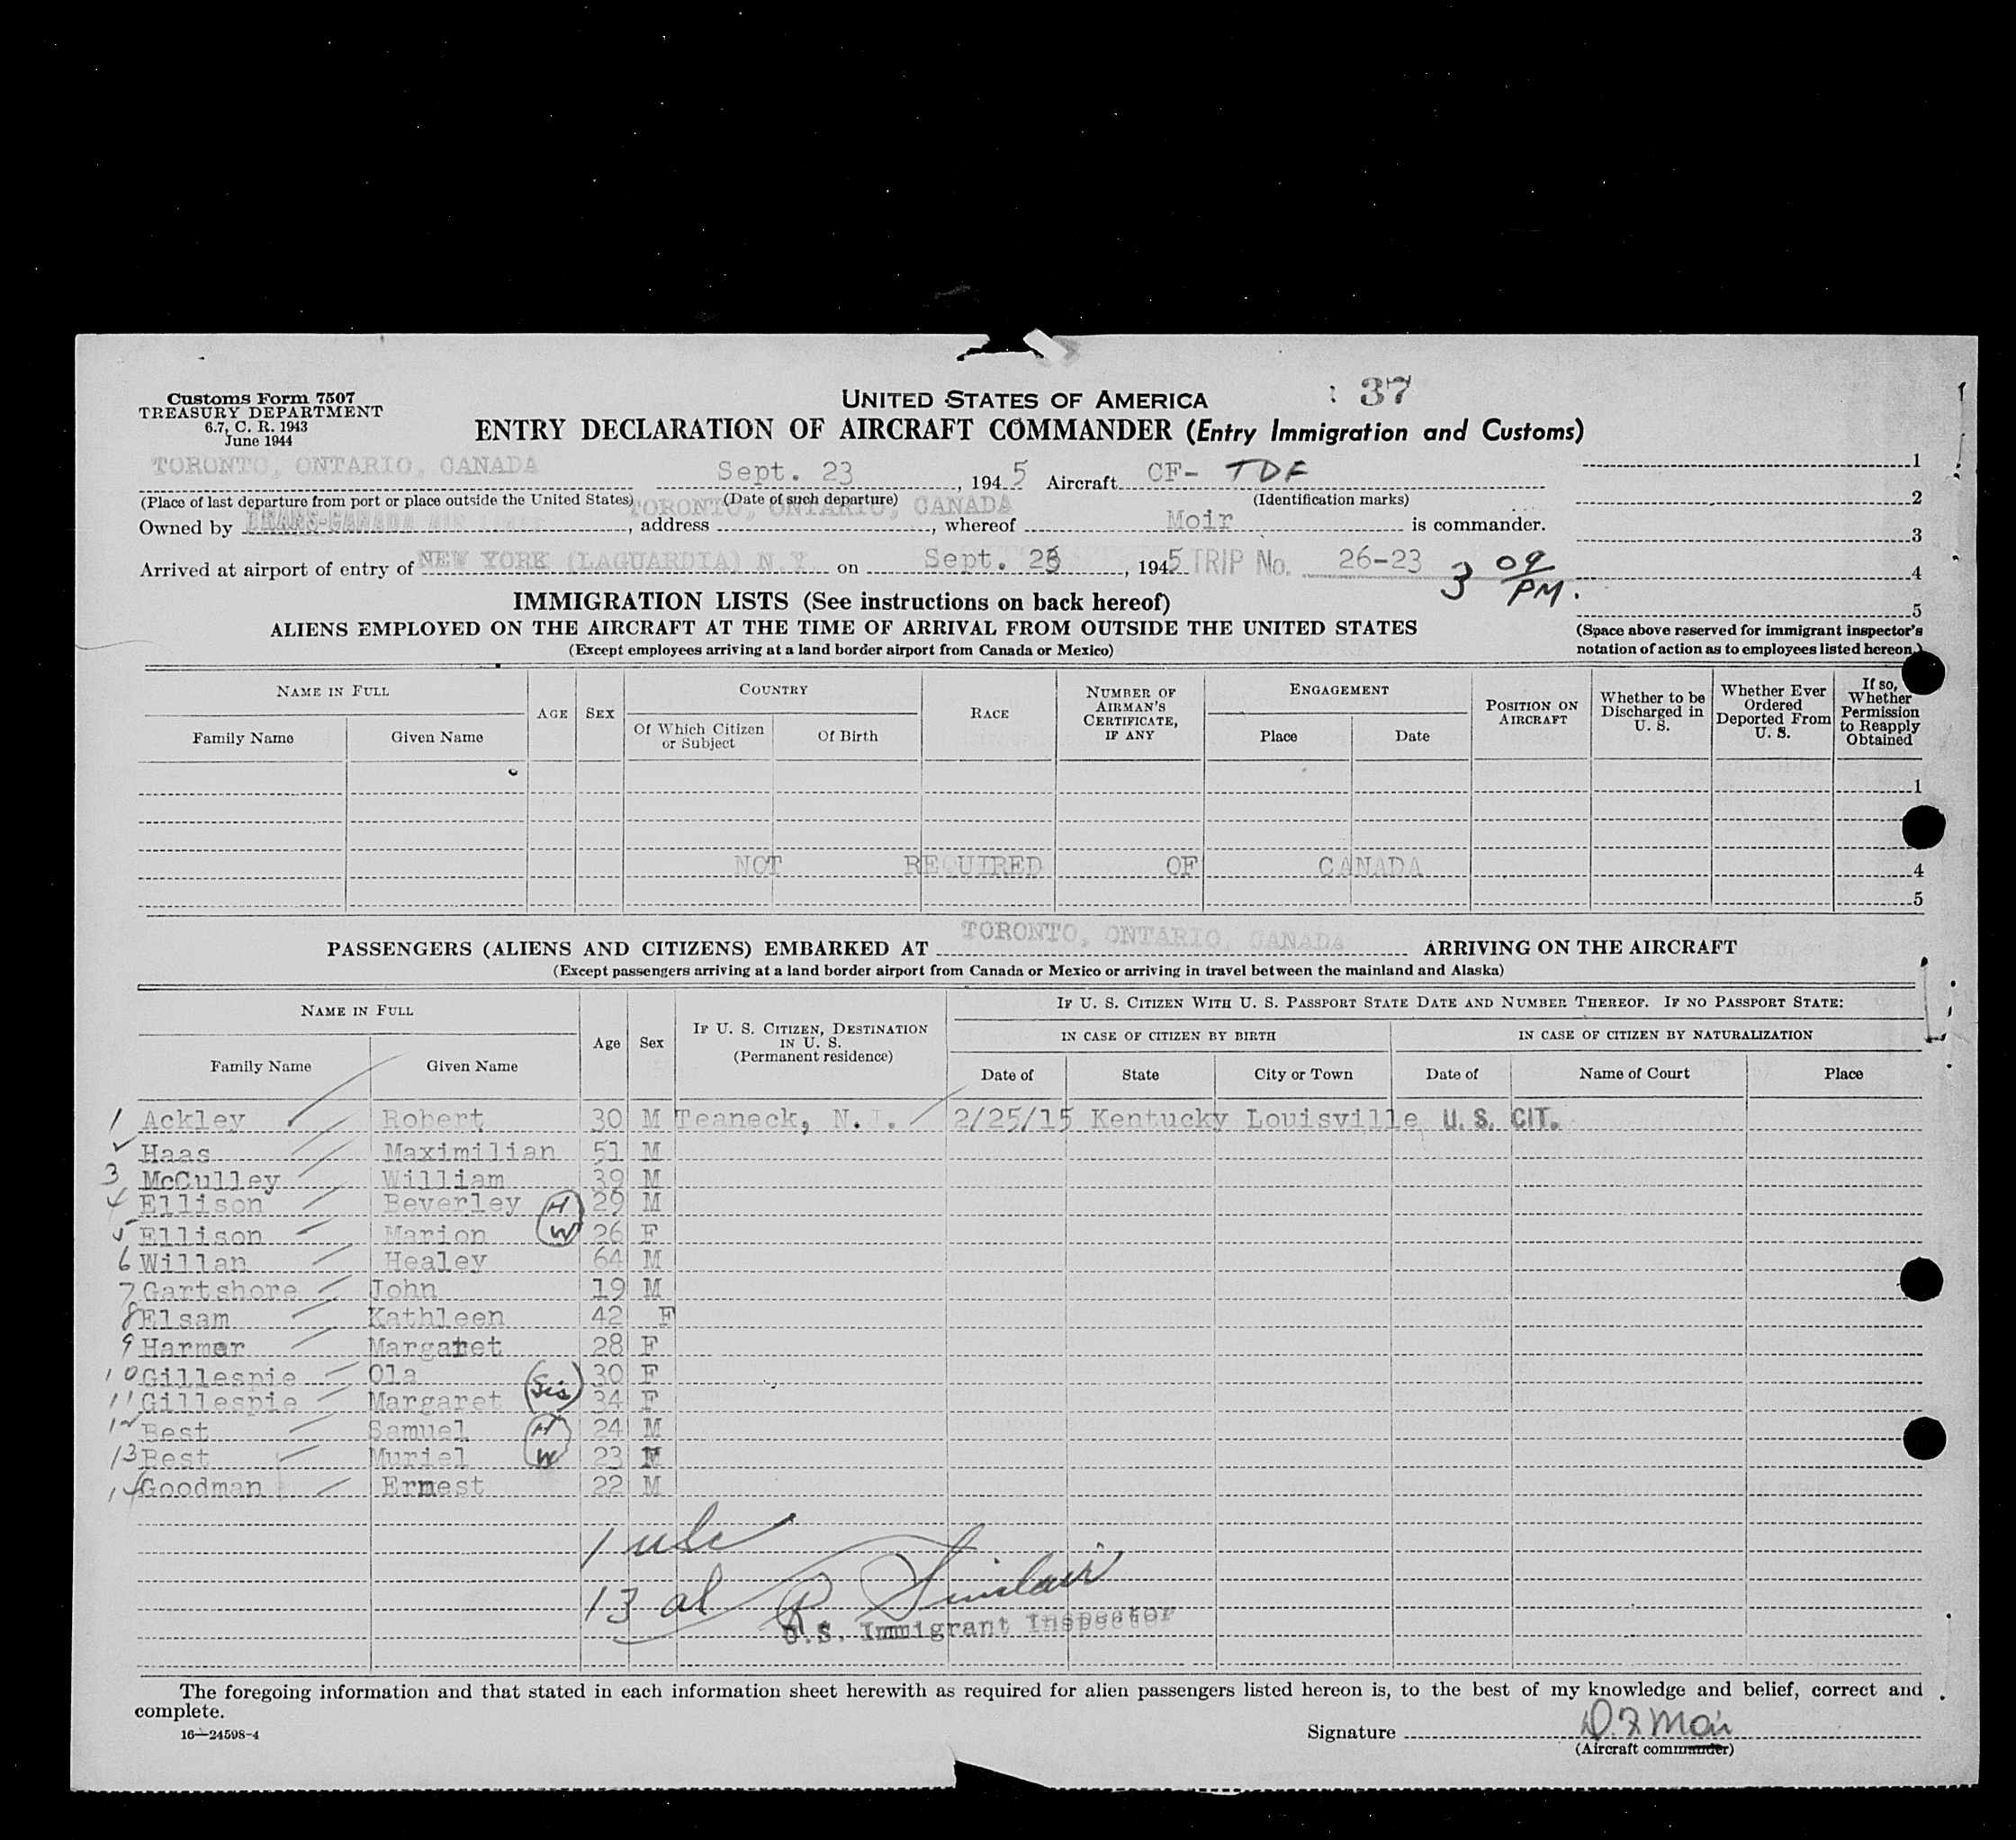 Customs Form 7507
TREASURY DEPARTMENT
6.7, C. R. 1943
June 1944
UNITED STATES OF AMERICA
37
ENTRY DECLARATION OF AIRCRAFT COMMANDER (Entry Immigration and Customs)
TORONTO, ONTARIO, CANADA Sept. 23, 1945 Aircraft CF- TDF
(Place of last departure from port or place outside the United States) (Date of such departure) (Identification marks)
TORONTO, ONTARIO, CANADA
Owned by TRANS-CANADA AIR LINES, address , whereof Moir is commander.
Arrived at airport of entry of NEW YORK (LAGUARDIA) N.Y. on Sept. 23, 1945 TRIP No. 26-23 3 09 PM.
1
2
3
4
5
(Space above reserved for immigrant inspector's notation of action as to employees listed hereon.)
IMMIGRATION LISTS (See instructions on back hereof)
ALIENS EMPLOYED ON THE AIRCRAFT AT THE TIME OF ARRIVAL FROM OUTSIDE THE UNITED STATES
(Except employees arriving at a land border airport from Canada or Mexico)
NAME IN FULL
Family Name Given Name
AGE SEX
COUNTRY
Of Which Citizen or Subject Of Birth
RACE
NUMBER OF AIRMAN'S CERTIFICATE, IF ANY
ENGAGEMENT
Place Date
POSITION ON AIRCRAFT
Whether to be Discharged in U. S.
Whether Ever Ordered Deported From U. S.
If so, Whether Permission to Reapply Obtained
1
NOT REQUIRED OF CANADA
4
5
PASSENGERS (ALIENS AND CITIZENS) EMBARKED AT TORONTO, ONTARIO, CANADA ARRIVING ON THE AIRCRAFT
(Except passengers arriving at a land border airport from Canada or Mexico or arriving in travel between the mainland and Alaska)
NAME IN FULL
Family Name Given Name
Age Sex
IF U. S. CITIZEN, DESTINATION IN U. S.
(Permanent residence)
IF U. S. CITIZEN WITH U. S. PASSPORT STATE DATE AND NUMBER THEREOF. IF NO PASSPORT STATE:
IN CASE OF CITIZEN BY BIRTH IN CASE OF CITIZEN BY NATURALIZATION
Date of State City or Town Date of Name of Court Place
1 Ackley Robert 30 M Teaneck, N.J. 2/25/15 Kentucky Louisville U. S. CIT.
Haas Maximilian 51 M
3 McCulley William 39 M
4 Ellison Beverley H 29 M
5 Ellison Marion W 26 F
6 Willan Healey 64 M
7 Gartshore John 19 M
8 Elsam Kathleen 42 F
9 Harmer Margaret 28 F
10 Gillespie Ola 30 F
Sis
11 Gillespie Margaret 34 F
12 Best Samuel H 24 M
13 Best Muriel W 23 F
14 Goodman Ernest 22 M
1 usc
13 al R Sinclair
U.S. Immigrant Inspector
The foregoing information and that stated in each information sheet herewith as required for alien passengers listed hereon is, to the best of my knowledge and belief, correct and
complete.
16—24598-4
Signature D. F. Moir
(Aircraft commander)